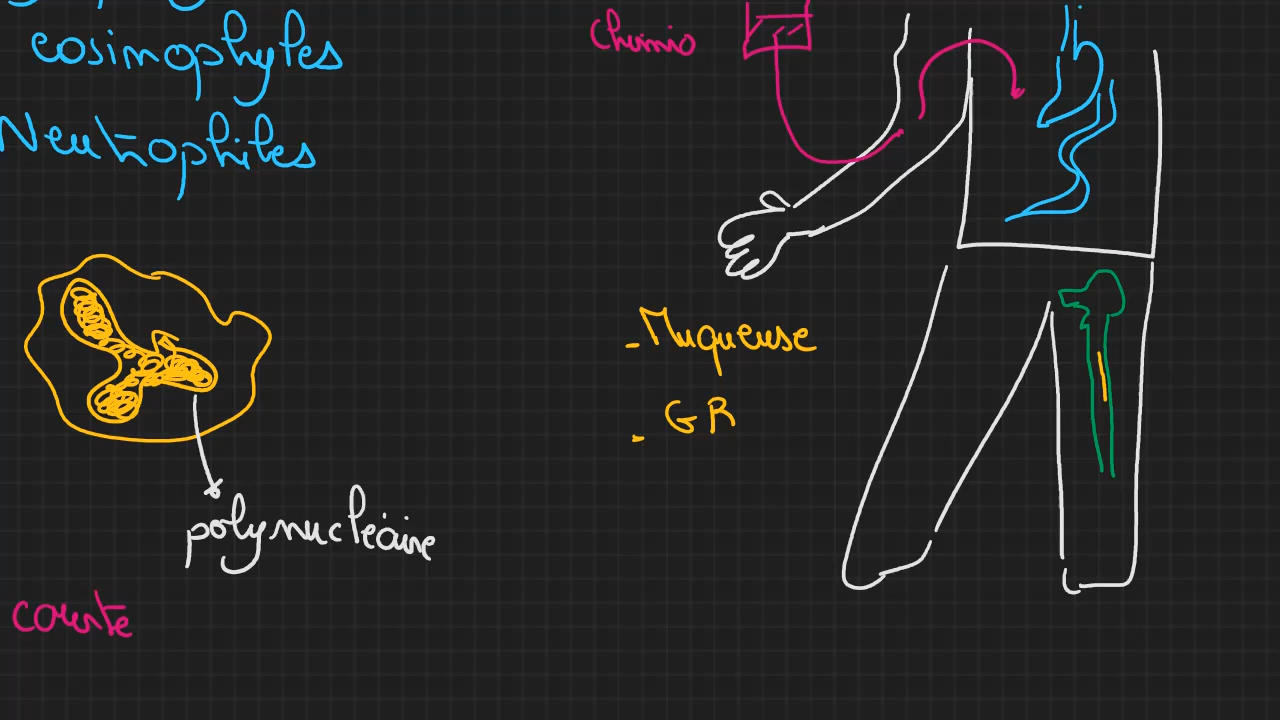 eosinophyles
Neutrophiles
Chimio
- Muqueuse
- GR
polynucléaire
courte